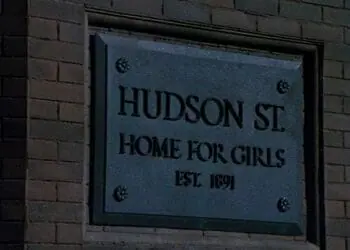 HUDSON ST.
HOME FOR GIRLS
EST. 1891